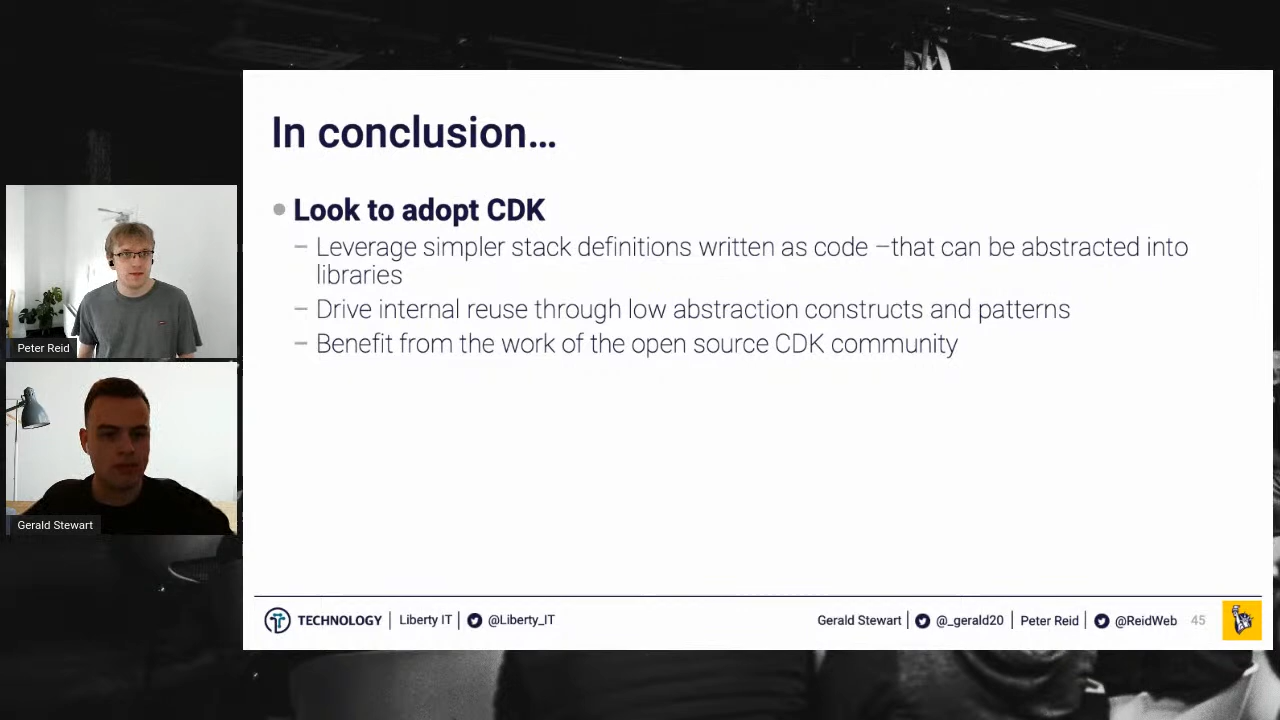 In conclusion…
Look to adopt CDK
– Leverage simpler stack definitions written as code –that can be abstracted into
libraries
– Drive internal reuse through low abstraction constructs and patterns
– Benefit from the work of the open source CDK community
Peter Reid
Gerald Stewart
TECHNOLOGY | Liberty IT | @Liberty_IT
Gerald Stewart | @_gerald20 | Peter Reid | @ReidWeb 45